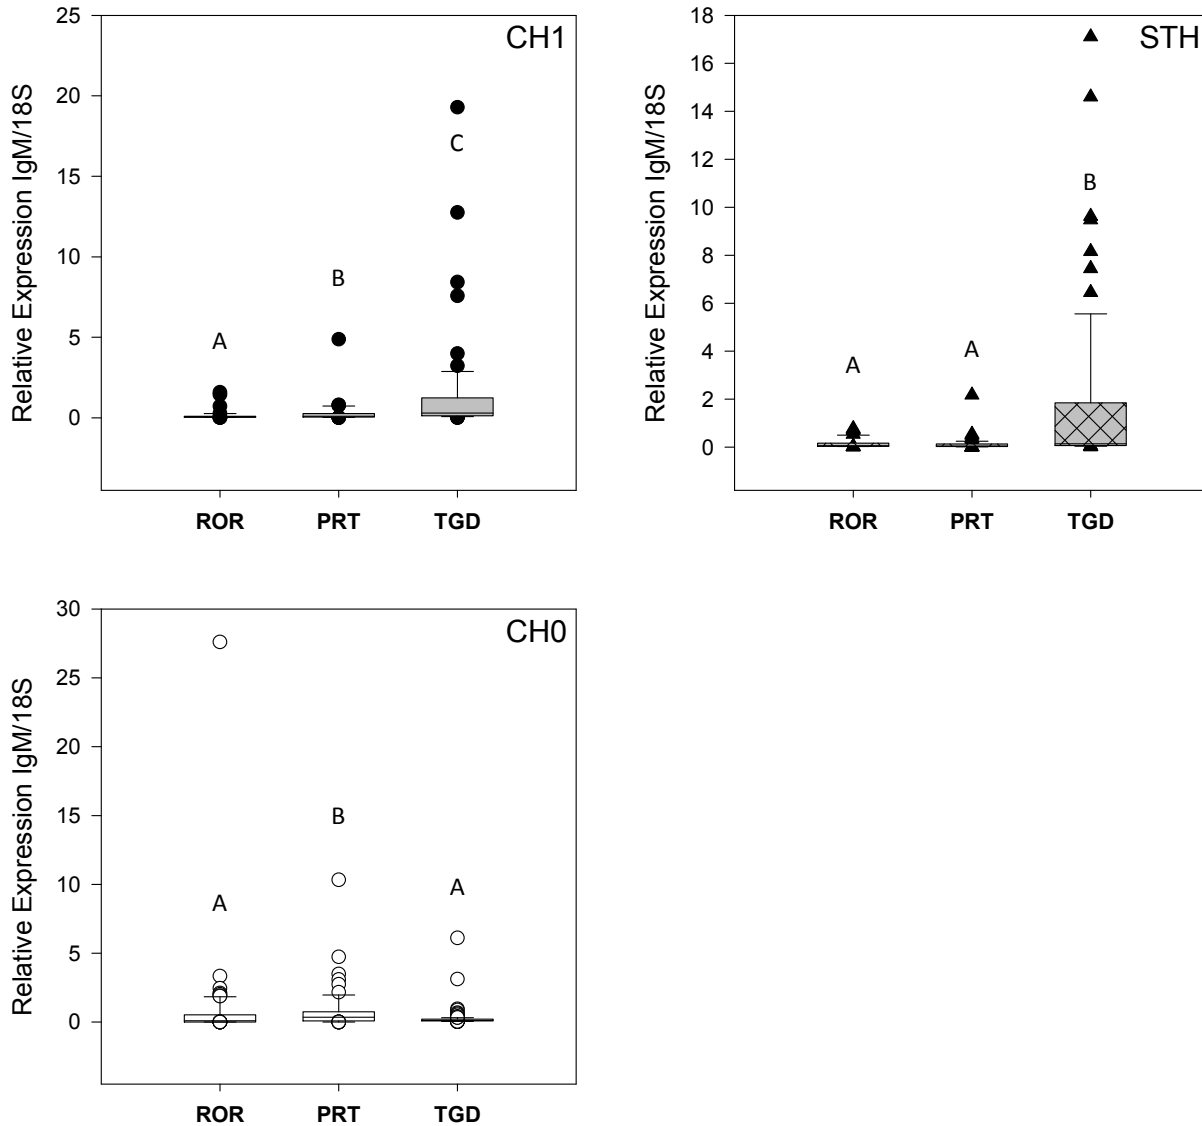 CH1
Relative Expression IgM/18S
25
20
15
10
5
0
A
B
C
ROR PRT TGD
STH
Relative Expression IgM/18S
18
16
14
12
10
8
6
4
2
0
A
A
B
ROR PRT TGD
CH0
Relative Expression IgM/18S
30
25
20
15
10
5
0
A
B
A
ROR PRT TGD